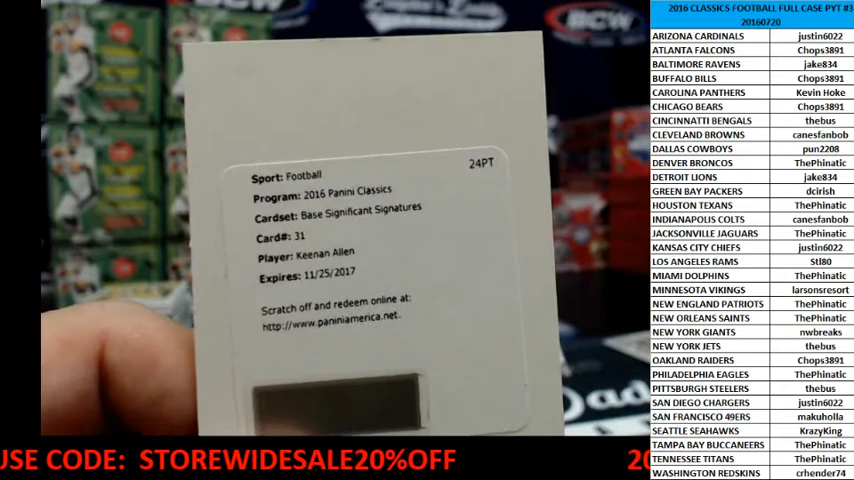 BCW
24PT
Sport: Football
Program: 2016 Panini Classics
Cardset: Base Significant Signatures
Card#: 31
Player: Keenan Allen
Expires: 11/25/2017
Scratch off and redeem online at:
http://www.paniniamerica.net.
USE CODE: STOREWIDESALE20%OFF
20
2016 CLASSICS FOOTBALL FULL CASE PYT #3
20160720
ARIZONA CARDINALS justin6022
ATLANTA FALCONS Chops3891
BALTIMORE RAVENS jake834
BUFFALO BILLS Chops3891
CAROLINA PANTHERS Kevin Hoke
CHICAGO BEARS Chops3891
CINCINNATI BENGALS thebus
CLEVELAND BROWNS canesfanbob
DALLAS COWBOYS pun2208
DENVER BRONCOS ThePhinatic
DETROIT LIONS jake834
GREEN BAY PACKERS dcirish
HOUSTON TEXANS ThePhinatic
INDIANAPOLIS COLTS canesfanbob
JACKSONVILLE JAGUARS ThePhinatic
KANSAS CITY CHIEFS justin6022
LOS ANGELES RAMS Stl80
MIAMI DOLPHINS ThePhinatic
MINNESOTA VIKINGS larsonsresort
NEW ENGLAND PATRIOTS ThePhinatic
NEW ORLEANS SAINTS ThePhinatic
NEW YORK GIANTS nwbreaks
NEW YORK JETS thebus
OAKLAND RAIDERS Chops3891
PHILADELPHIA EAGLES ThePhinatic
PITTSBURGH STEELERS thebus
SAN DIEGO CHARGERS justin6022
SAN FRANCISCO 49ERS makuholla
SEATTLE SEAHAWKS KrazyKing
TAMPA BAY BUCCANEERS ThePhinatic
TENNESSEE TITANS ThePhinatic
WASHINGTON REDSKINS crhender74